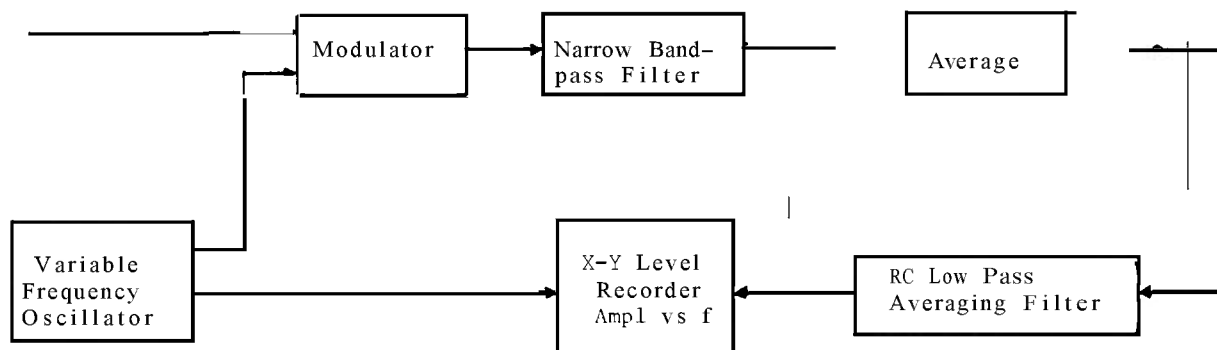 Modulator
Narrow Band-
pass Filter
Average
Variable
Frequency
Oscillator
X-Y Level
Recorder
Ampl vs f
RC Low Pass
Averaging Filter